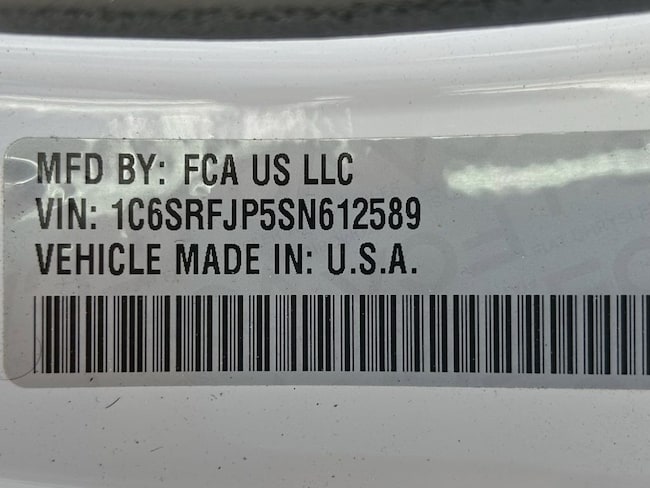 MFD BY: FCA US LLC
VIN: 1C6SRFJP5SN612589
VEHICLE MADE IN: U.S.A.